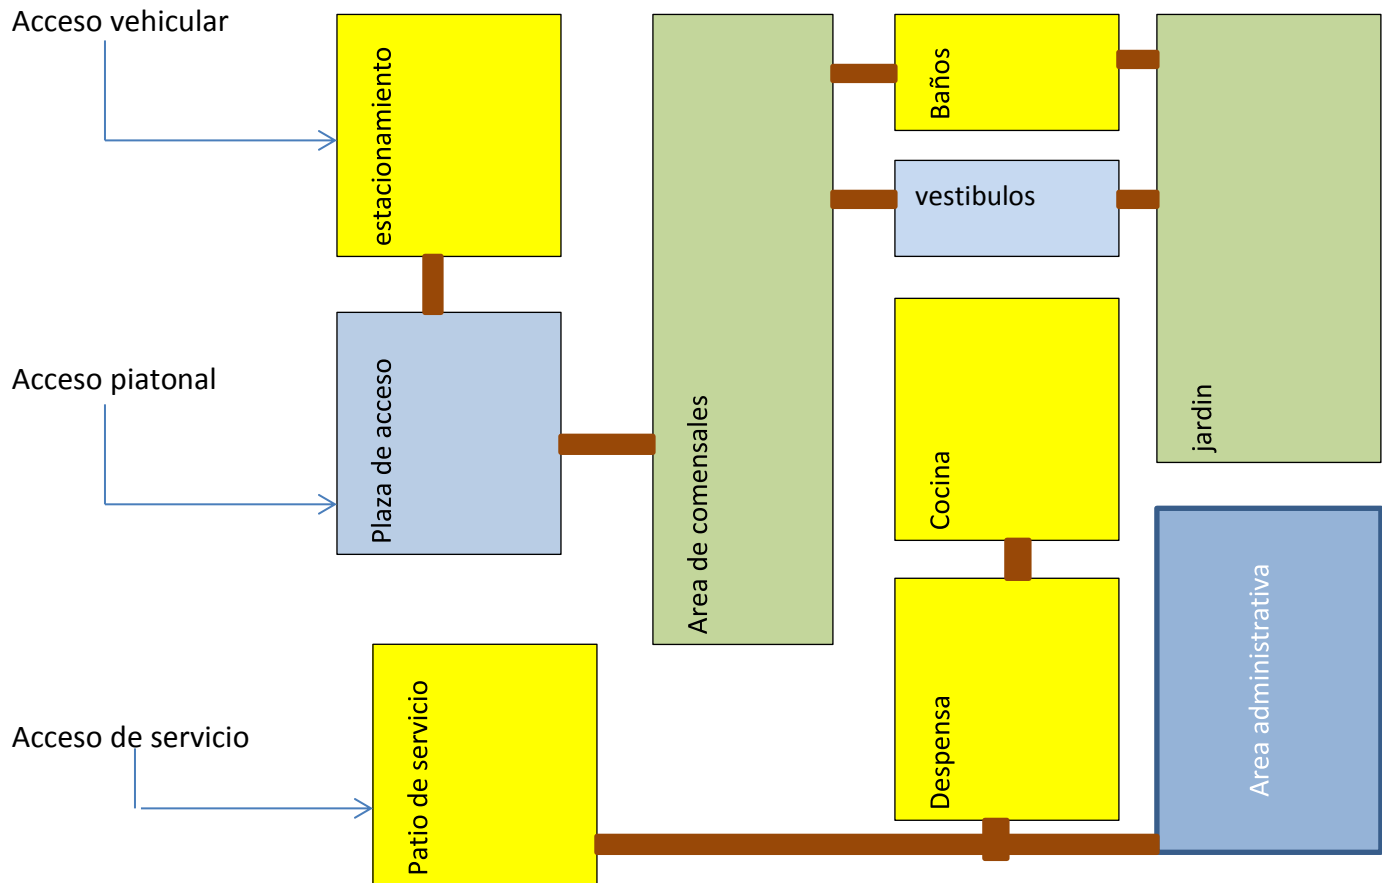 Acceso vehicular
estacionamiento
Baños
vestibulos
Acceso piatonal
Plaza de acceso
Area de comensales
Cocina
jardin
Acceso de servicio
Patio de servicio
Despensa
Area administrativa